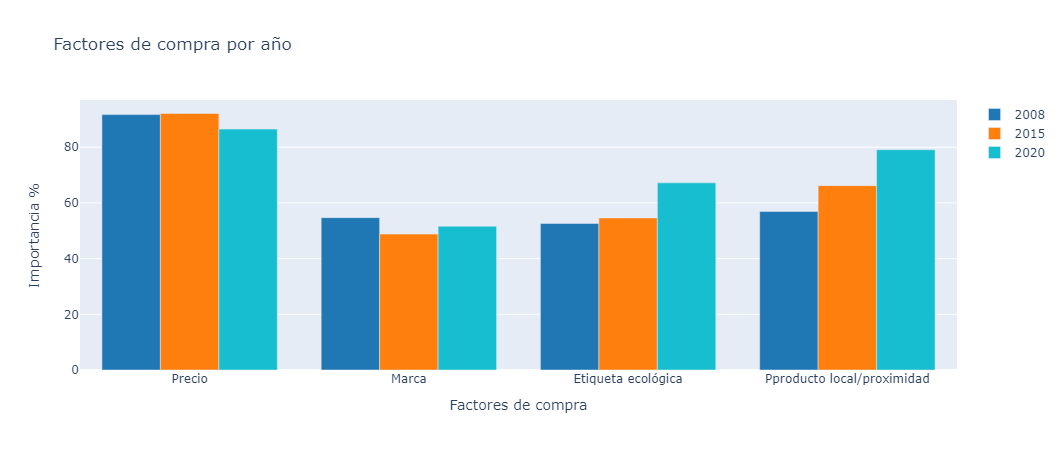 Factores de compra por año
2008
2015
2020
80
60
40
20
0
Importancia %
Precio
Marca
Etiqueta ecológica
Pproducto local/proximidad
Factores de compra